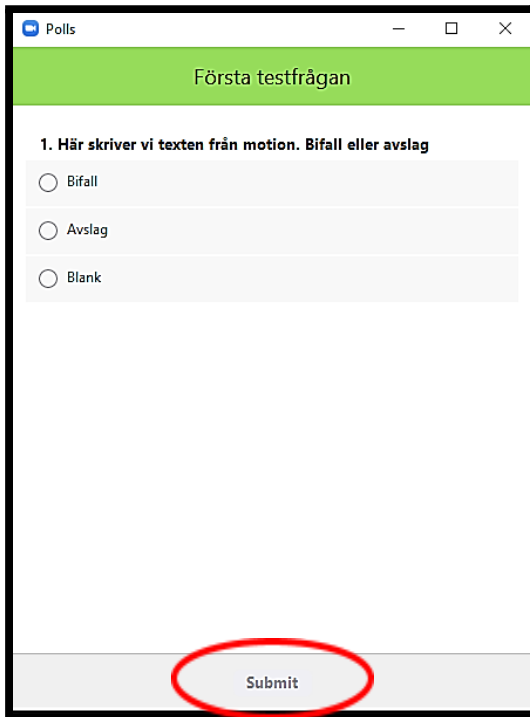 Polls
Första testfrågan
1. Här skriver vi texten från motion. Bifall eller avslag
Bifall
Avslag
Blank
Submit